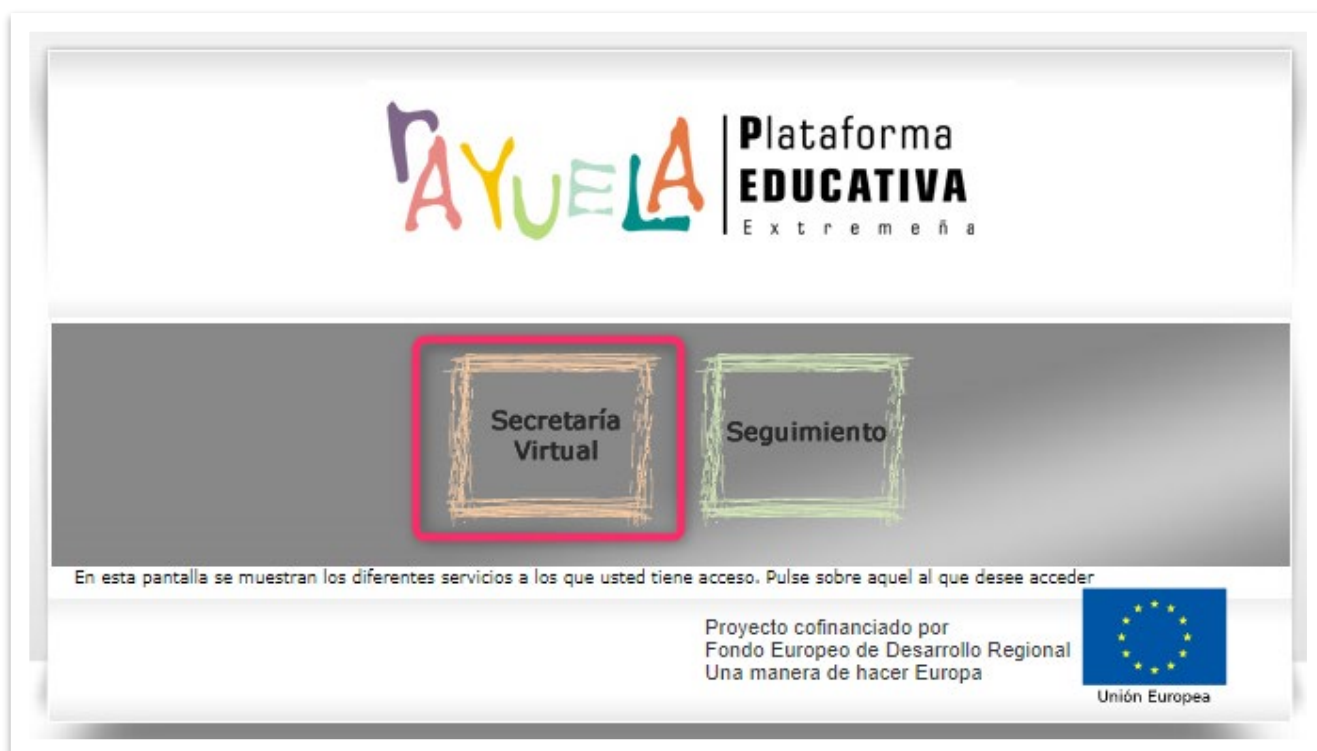 rAYUELA
Plataforma
EDUCATIVA
Extremeña
Secretaría
Virtual
Seguimiento
En esta pantalla se muestran los diferentes servicios a los que usted tiene acceso. Pulse sobre aquel al que desee acceder
Proyecto cofinanciado por
Fondo Europeo de Desarrollo Regional
Una manera de hacer Europa
Unión Europea